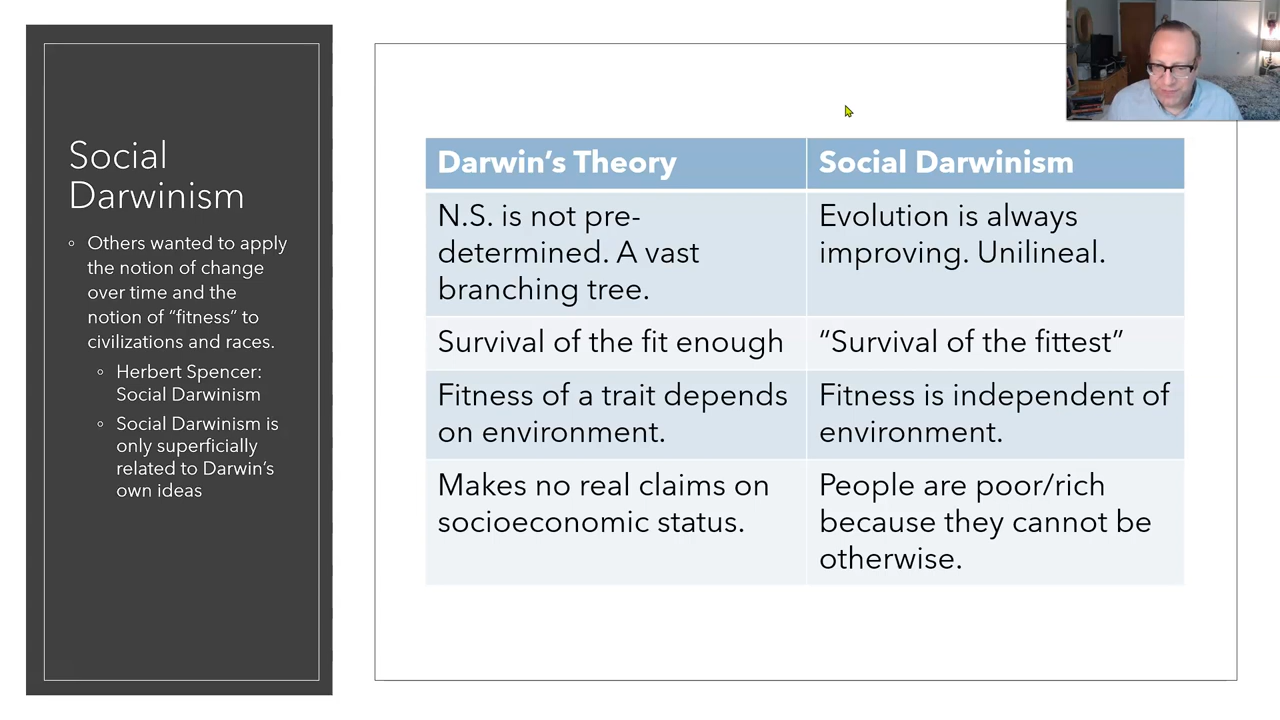 Social
Darwinism
Others wanted to apply
the notion of change
over time and the
notion of “fitness” to
civilizations and races.
Herbert Spencer:
Social Darwinism
Social Darwinism is
only superficially
related to Darwin’s
own ideas
Darwin’s Theory
Social Darwinism
N.S. is not pre-
determined. A vast
branching tree.
Evolution is always
improving. Unilineal.
Survival of the fit enough
“Survival of the fittest”
Fitness of a trait depends
on environment.
Fitness is independent of
environment.
Makes no real claims on
socioeconomic status.
People are poor/rich
because they cannot be
otherwise.